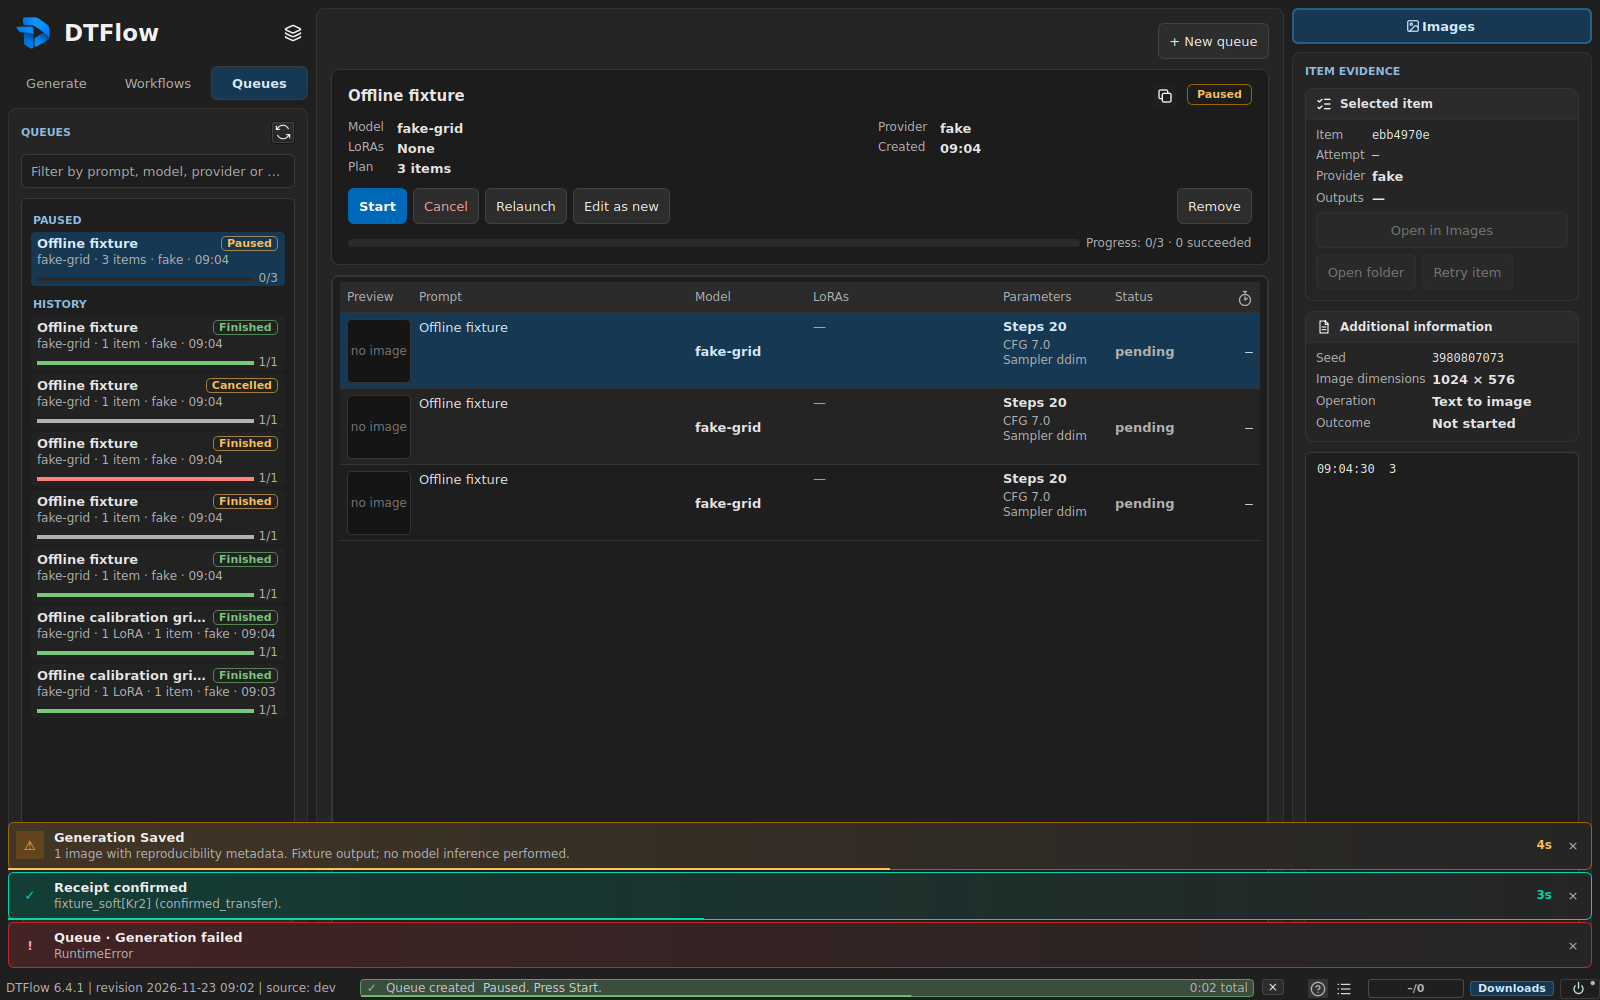 DTFlow
Generate Workflows Queues
QUEUES
Filter by prompt, model, provider or ...
PAUSED
Offline fixture Paused
fake-grid · 3 items · fake · 09:04
0/3
HISTORY
Offline fixture Finished
fake-grid · 1 item · fake · 09:04
1/1
Offline fixture Cancelled
fake-grid · 1 item · fake · 09:04
1/1
Offline fixture Finished
fake-grid · 1 item · fake · 09:04
1/1
Offline fixture Finished
fake-grid · 1 item · fake · 09:04
1/1
Offline fixture Finished
fake-grid · 1 item · fake · 09:04
1/1
Offline calibration gri... Finished
fake-grid · 1 LoRA · 1 item · fake · 09:04
1/1
Offline calibration gri... Finished
fake-grid · 1 LoRA · 1 item · fake · 09:03
1/1
+ New queue
Offline fixture Paused
Model fake-grid Provider fake
LoRAs None Created 09:04
Plan 3 items
Start Cancel Relaunch Edit as new Remove
Progress: 0/3 · 0 succeeded
Preview Prompt Model LoRAs Parameters Status
no image Offline fixture fake-grid — Steps 20 pending –
CFG 7.0
Sampler ddim
no image Offline fixture fake-grid — Steps 20 pending –
CFG 7.0
Sampler ddim
no image Offline fixture fake-grid — Steps 20 pending –
CFG 7.0
Sampler ddim
Images
ITEM EVIDENCE
Selected item
Item ebb4970e
Attempt –
Provider fake
Outputs —
Open in Images
Open folder Retry item
Additional information
Seed 3980807073
Image dimensions 1024 × 576
Operation Text to image
Outcome Not started
09:04:30 3
Generation Saved
1 image with reproducibility metadata. Fixture output; no model inference performed.
4s ×
Receipt confirmed
fixture_soft[Kr2] (confirmed_transfer).
3s ×
! Queue · Generation failed
RuntimeError
×
DTFlow 6.4.1 | revision 2026-11-23 09:02 | source: dev
✓ Queue created Paused. Press Start. 0:02 total ×
–/0 Downloads